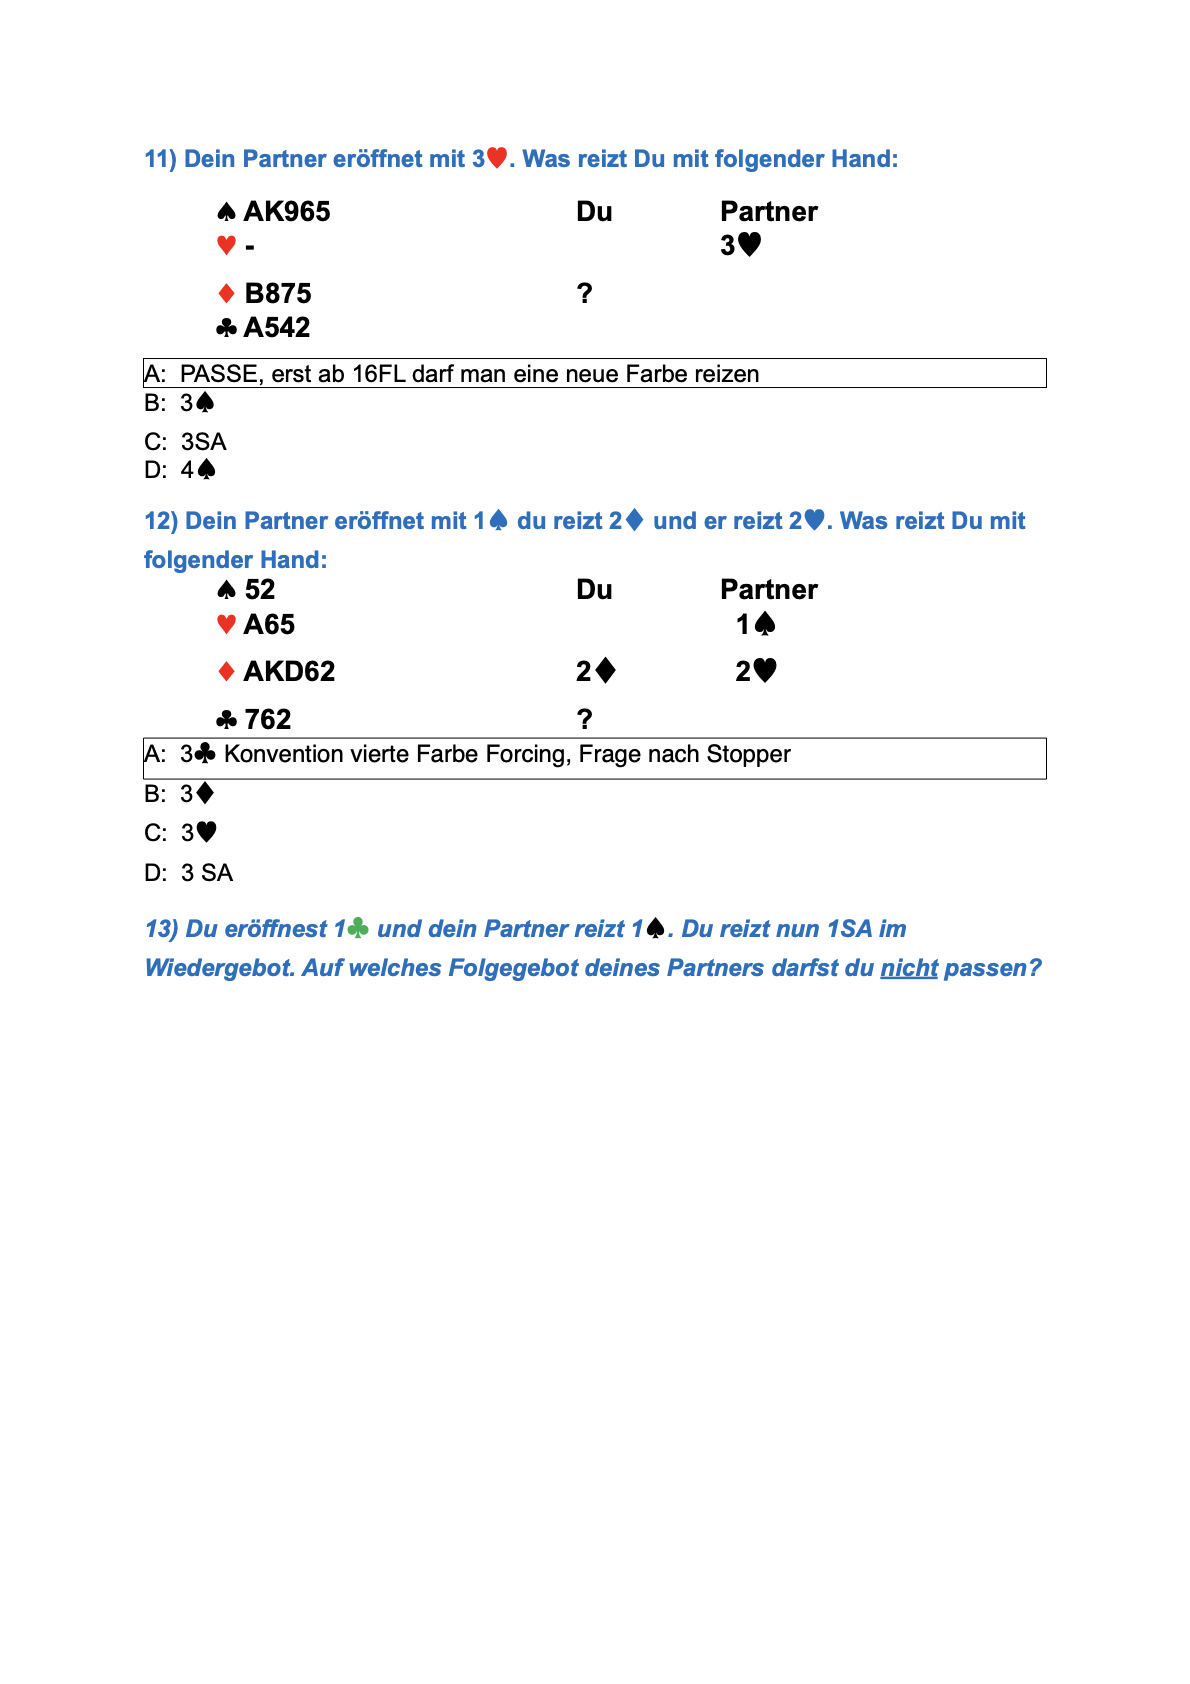 11) Dein Partner eröffnet mit 3♥. Was reizt Du mit folgender Hand:
♠ AK965 Du Partner
♥ - 3♥
♦ B875 ?
♣ A542
A: PASSE, erst ab 16FL darf man eine neue Farbe reizen
B: 3♠
C: 3SA
D: 4♠
12) Dein Partner eröffnet mit 1♠ du reizt 2♦ und er reizt 2♥. Was reizt Du mit
folgender Hand:
♠ 52 Du Partner
♥ A65 1♠
♦ AKD62 2♦ 2♥
♣ 762 ?
A: 3♣ Konvention vierte Farbe Forcing, Frage nach Stopper
B: 3♦
C: 3♥
D: 3 SA
13) Du eröffnest 1♣ und dein Partner reizt 1♠. Du reizt nun 1SA im
Wiedergebot. Auf welches Folgegebot deines Partners darfst du nicht passen?